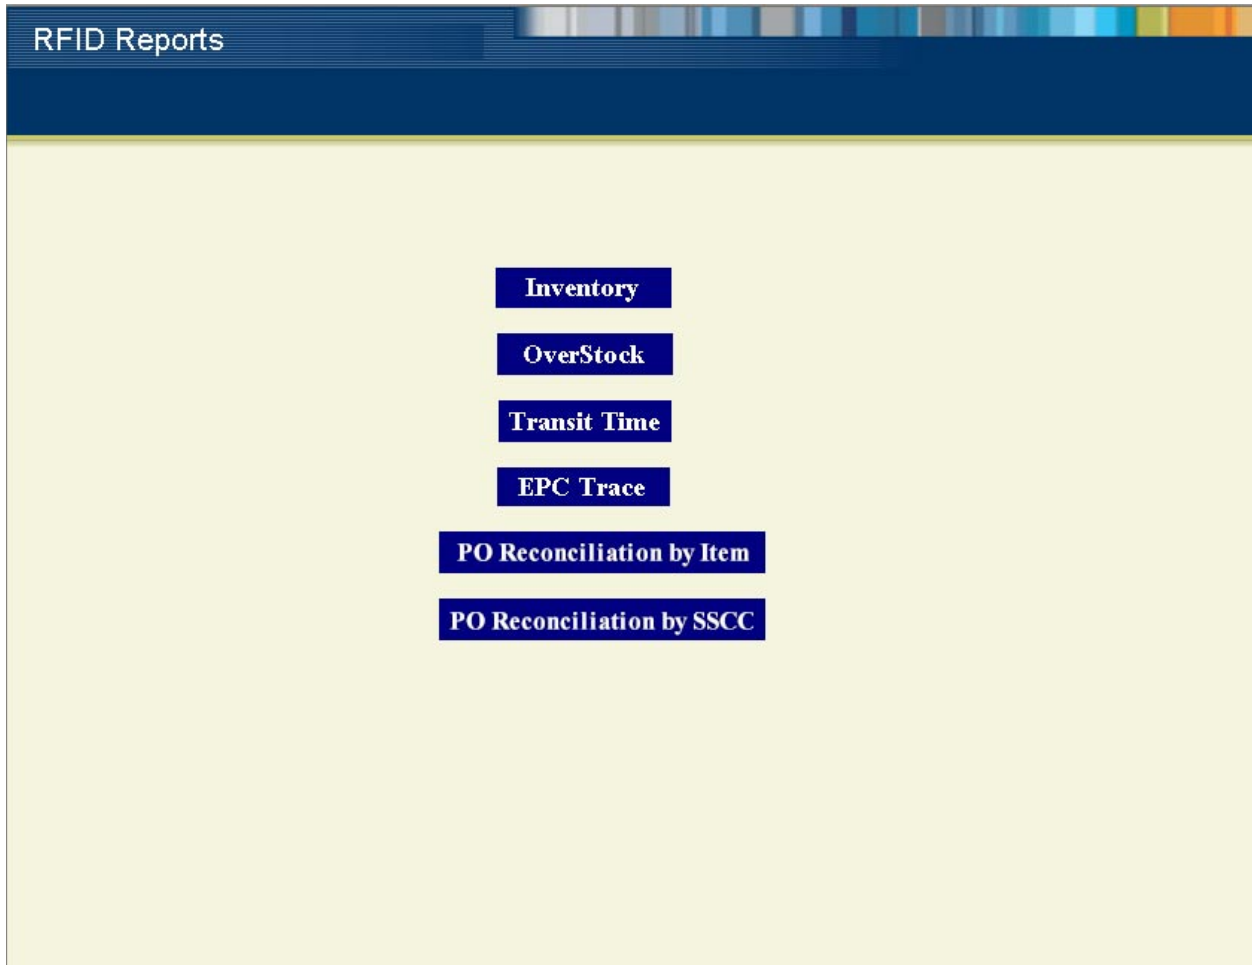 RFID Reports
Inventory
OverStock
Transit Time
EPC Trace
PO Reconciliation by Item
PO Reconciliation by SSCC